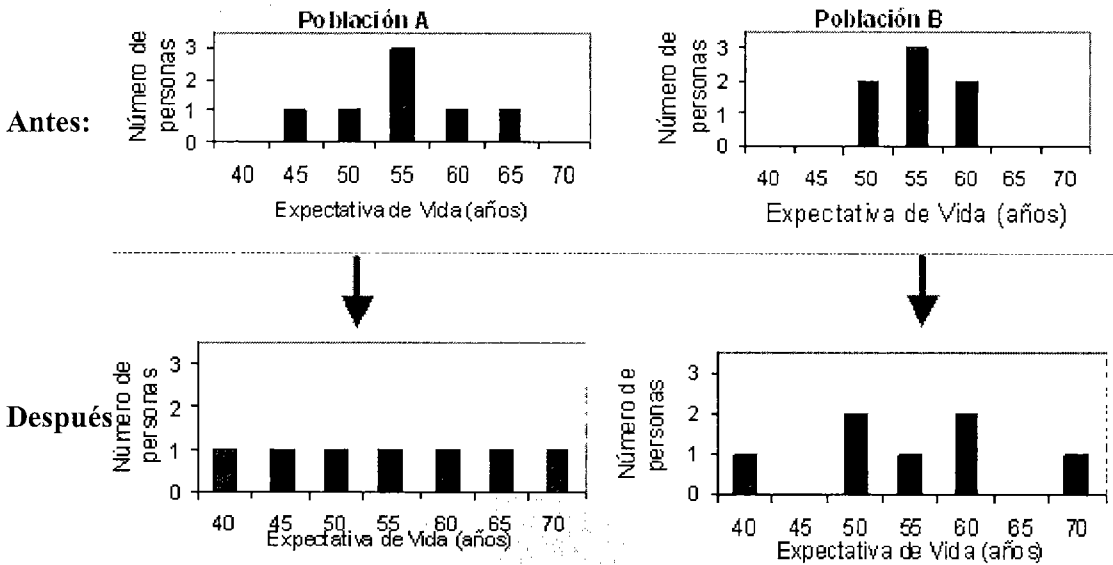 Población A
Número de personas
3
2
1
0
40 45 50 55 60 65 70
Expectativa de Vida (años)
Población B
Número de personas
3
2
1
0
40 45 50 55 60 65 70
Expectativa de Vida (años)
Antes:
Número de personas
3
2
1
0
40 45 50 55 60 65 70
Expectativa de Vida (años)
Número de personas
3
2
1
0
40 45 50 55 60 65 70
Expectativa de Vida (años)
Después